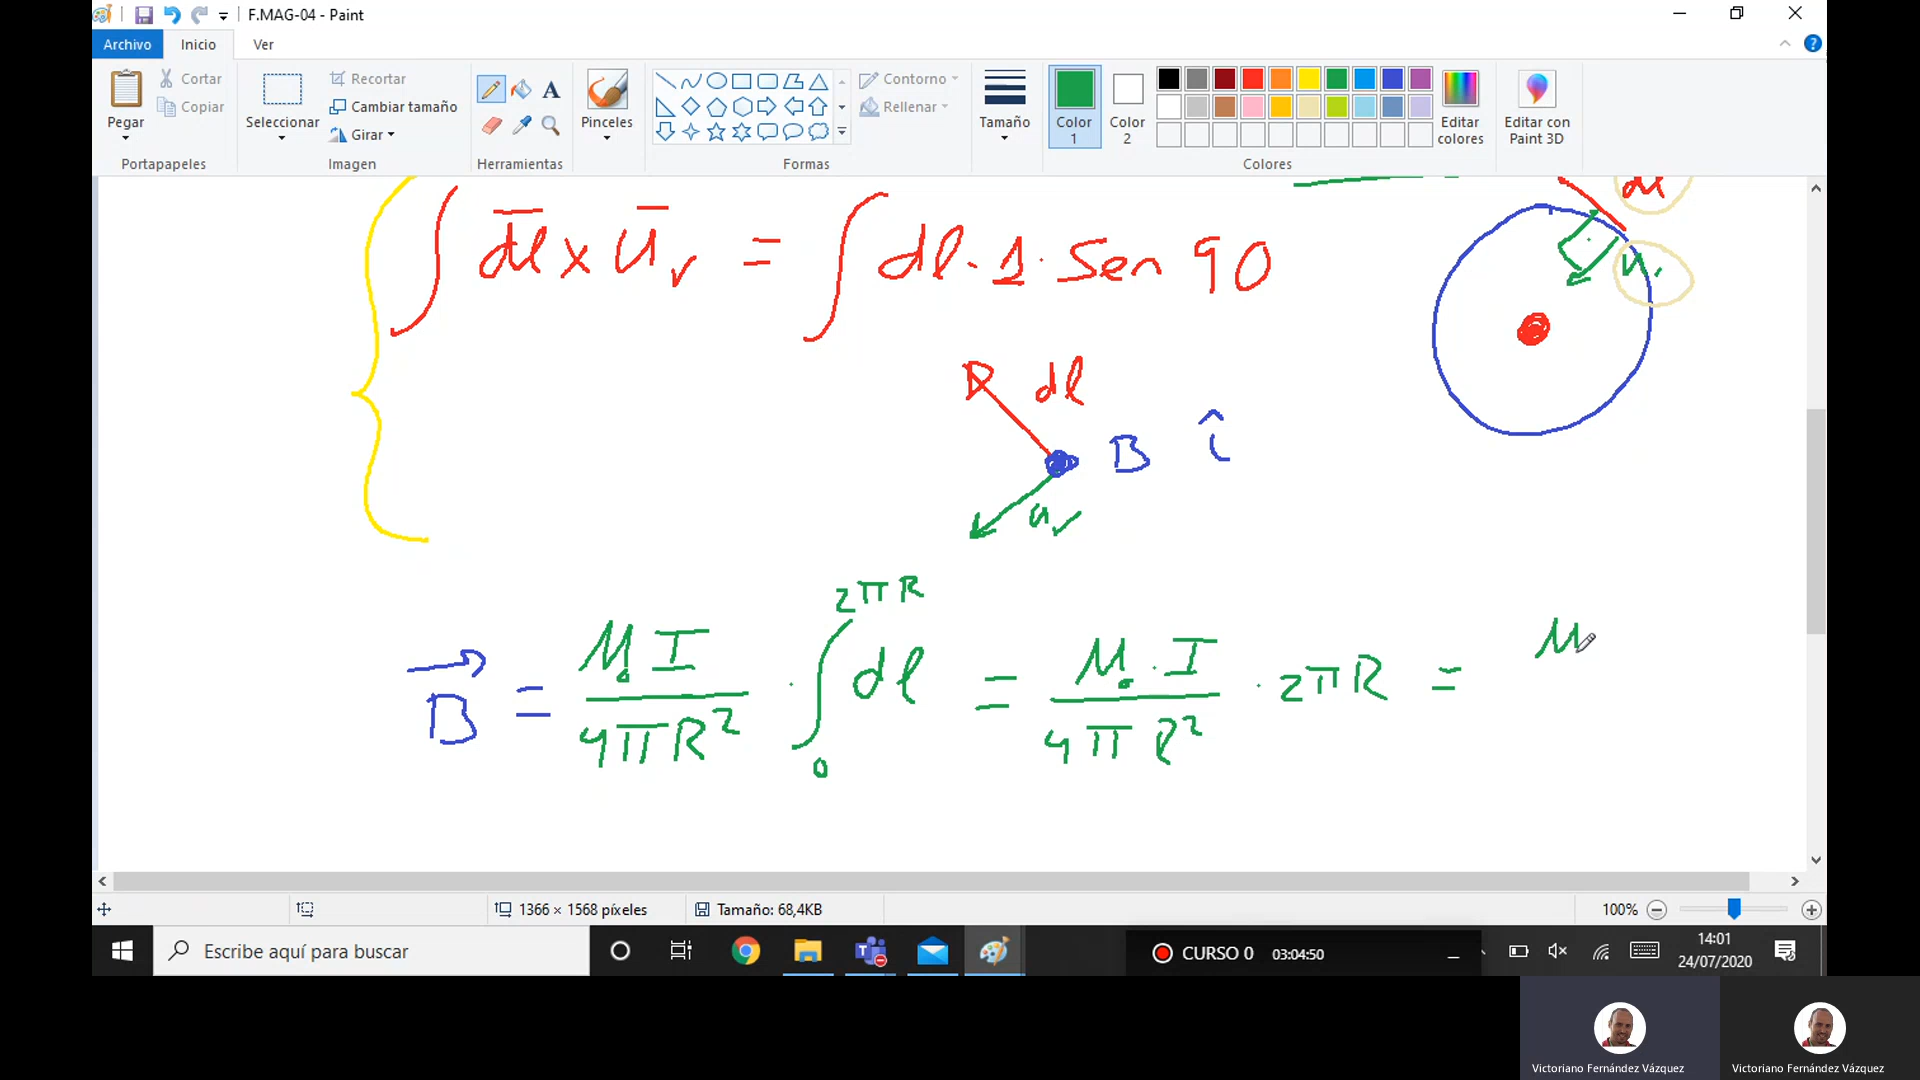 F.MAG-04 - Paint
Archivo Inicio Ver
Pegar
Cortar
Copiar
Portapapeles
Seleccionar
Recortar
Cambiar tamaño
Girar
Imagen
A
Herramientas
Pinceles
Contorno
Rellenar
Formas
Tamaño
Color 1
Color 2
Editar colores
Editar con Paint 3D
Colores
∫ dl x u_r = ∫ dl · 1 · Sen 90
dl
u
dl
B î
u_r
B = μ₀ I / 4πR² · ∫₀^{2πR} dl = μ₀ · I / 4πR² · 2πR = μ
1366 × 1568 píxeles
Tamaño: 68,4KB
100%
Escribe aquí para buscar
CURSO 0 03:04:50
14:01
24/07/2020
Victoriano Fernández Vázquez
Victoriano Fernández Vázquez